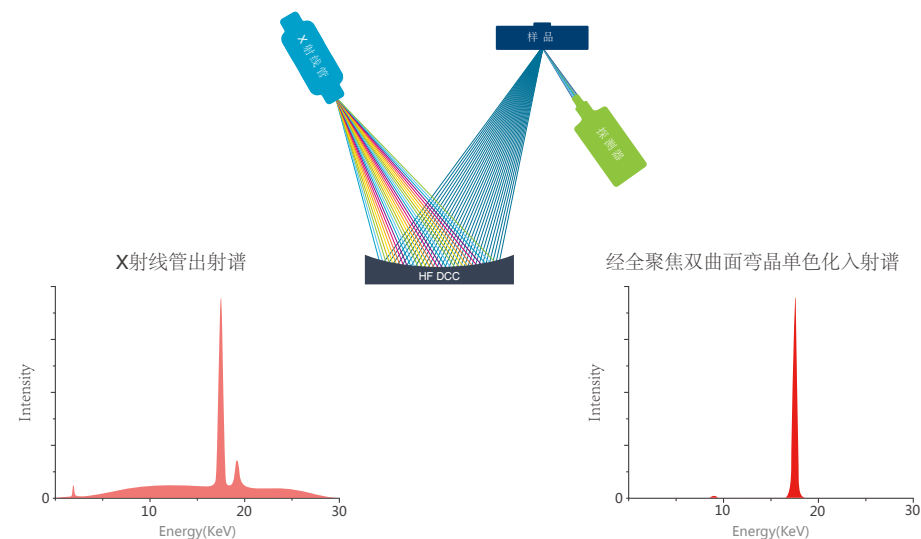 X射线管
样品
探测器
HF DCC
X射线管出射谱
Intensity
0
10
20
30
Energy(KeV)
经全聚焦双曲面弯晶单色化入射谱
Intensity
0
10
20
30
Energy(KeV)